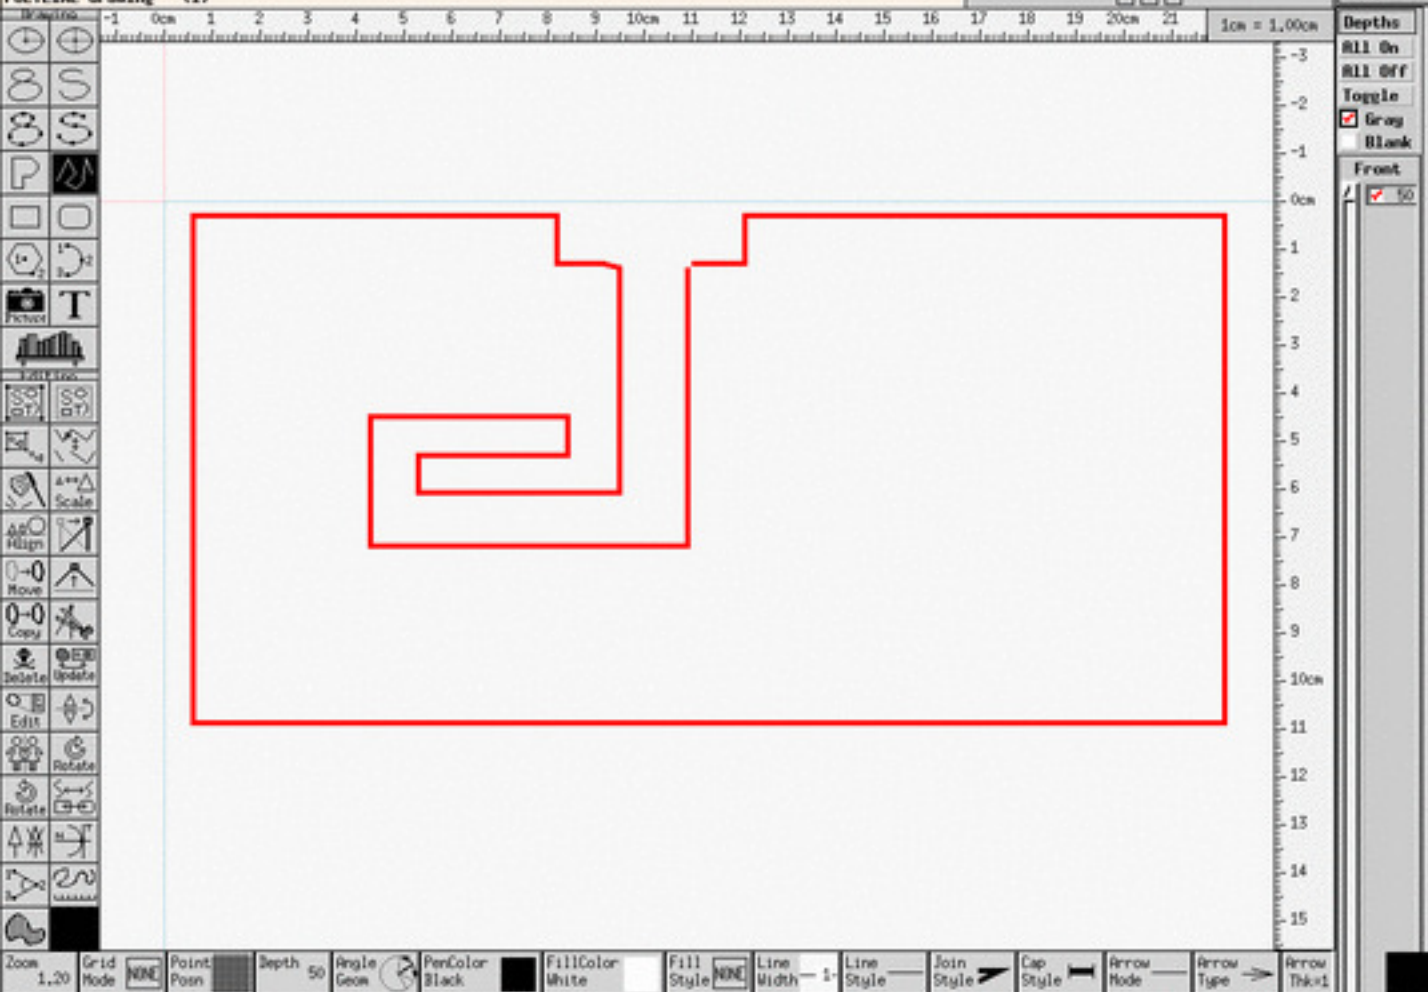 Drawing
-1 0cm 1 2 3 4 5 6 7 8 9 10cm 11 12 13 14 15 16 17 18 19 20cm 21
1cm = 1.00cm
-3
-2
-1
0cm
1
2
3
4
5
6
7
8
9
10cm
11
12
13
14
15
Depths
All On
All Off
Toggle
Gray
Blank
Front
50
Picture
T
Editing
Scale
Align
Move
Copy
Delete Update
Edit
Rotate
Rotate
Zoom 1.20
Grid Mode NONE
Point Posn
Depth 50
Angle Geom
PenColor Black
FillColor White
Fill Style NONE
Line Width 1
Line Style
Join Style
Cap Style
Arrow Mode
Arrow Type
Arrow Thk=1